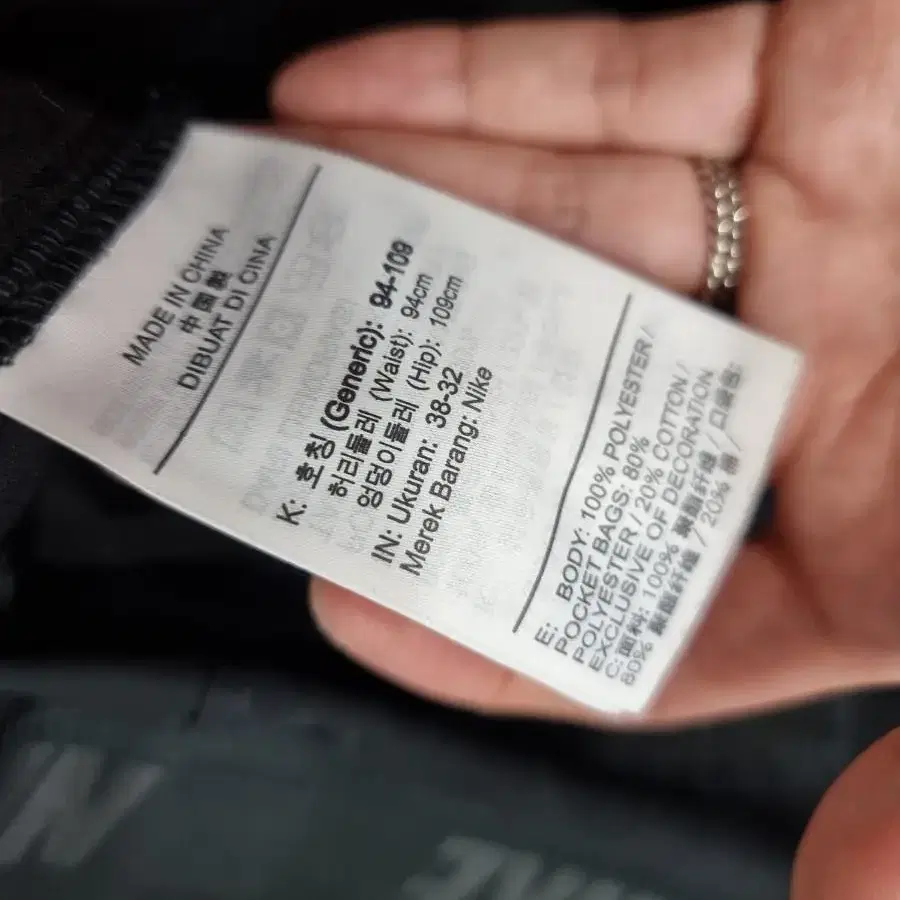 MADE IN CHINA
中国製
DIBUAT DI CINA
K: 호칭 (Generic): 94-109
허리둘레 (Waist): 94cm
엉덩이둘레 (Hip): 109cm
IN: Ukuran: 38-32
Merek Barang: Nike
E: BODY: 100% POLYESTER /
POCKET BAGS: 80%
POLYESTER / 20% COTTON /
EXCLUSIVE OF DECORATION
C: 面料: 100% 聚酯纤维 / 口袋布:
80% 聚酯纤维 / 20% 棉 /